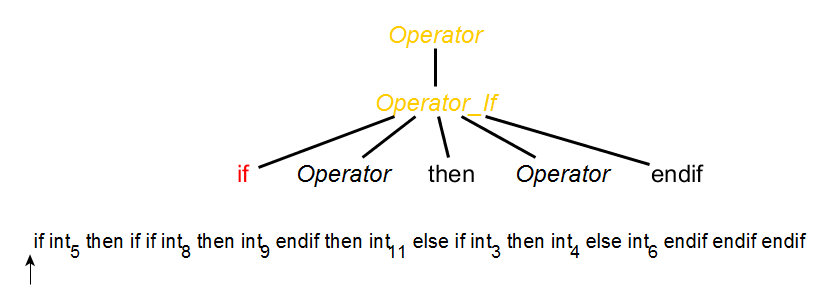 Operator
Operator_If
if Operator then Operator endif
if int5 then if if int8 then int9 endif then int11 else if int3 then int4 else int6 endif endif endif